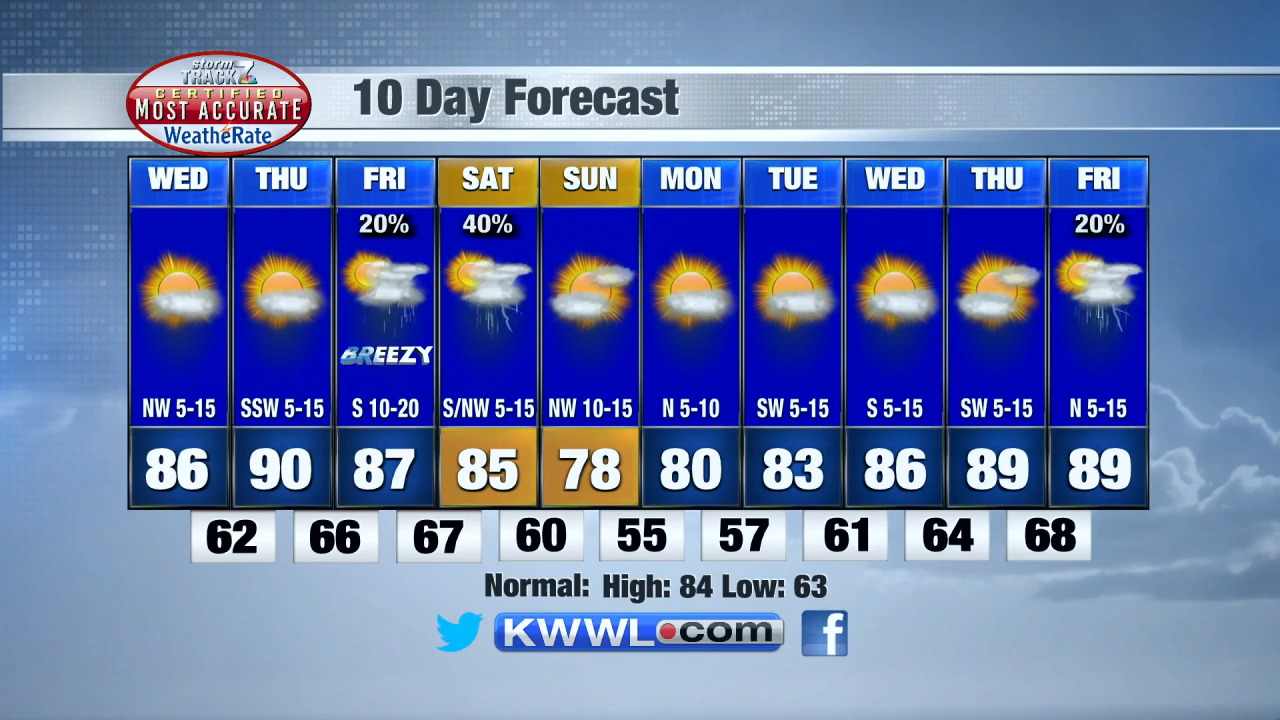 storm
TRACK 7
CERTIFIED
MOST ACCURATE
WeatheRate
10 Day Forecast
WED THU FRI SAT SUN MON TUE WED THU FRI
20% 40% 20%
BREEZY
NW 5-15 SSW 5-15 S 10-20 S/NW 5-15 NW 10-15 N 5-10 SW 5-15 S 5-15 SW 5-15 N 5-15
86 90 87 85 78 80 83 86 89 89
62 66 67 60 55 57 61 64 68
Normal: High: 84 Low: 63
KWWL.com f